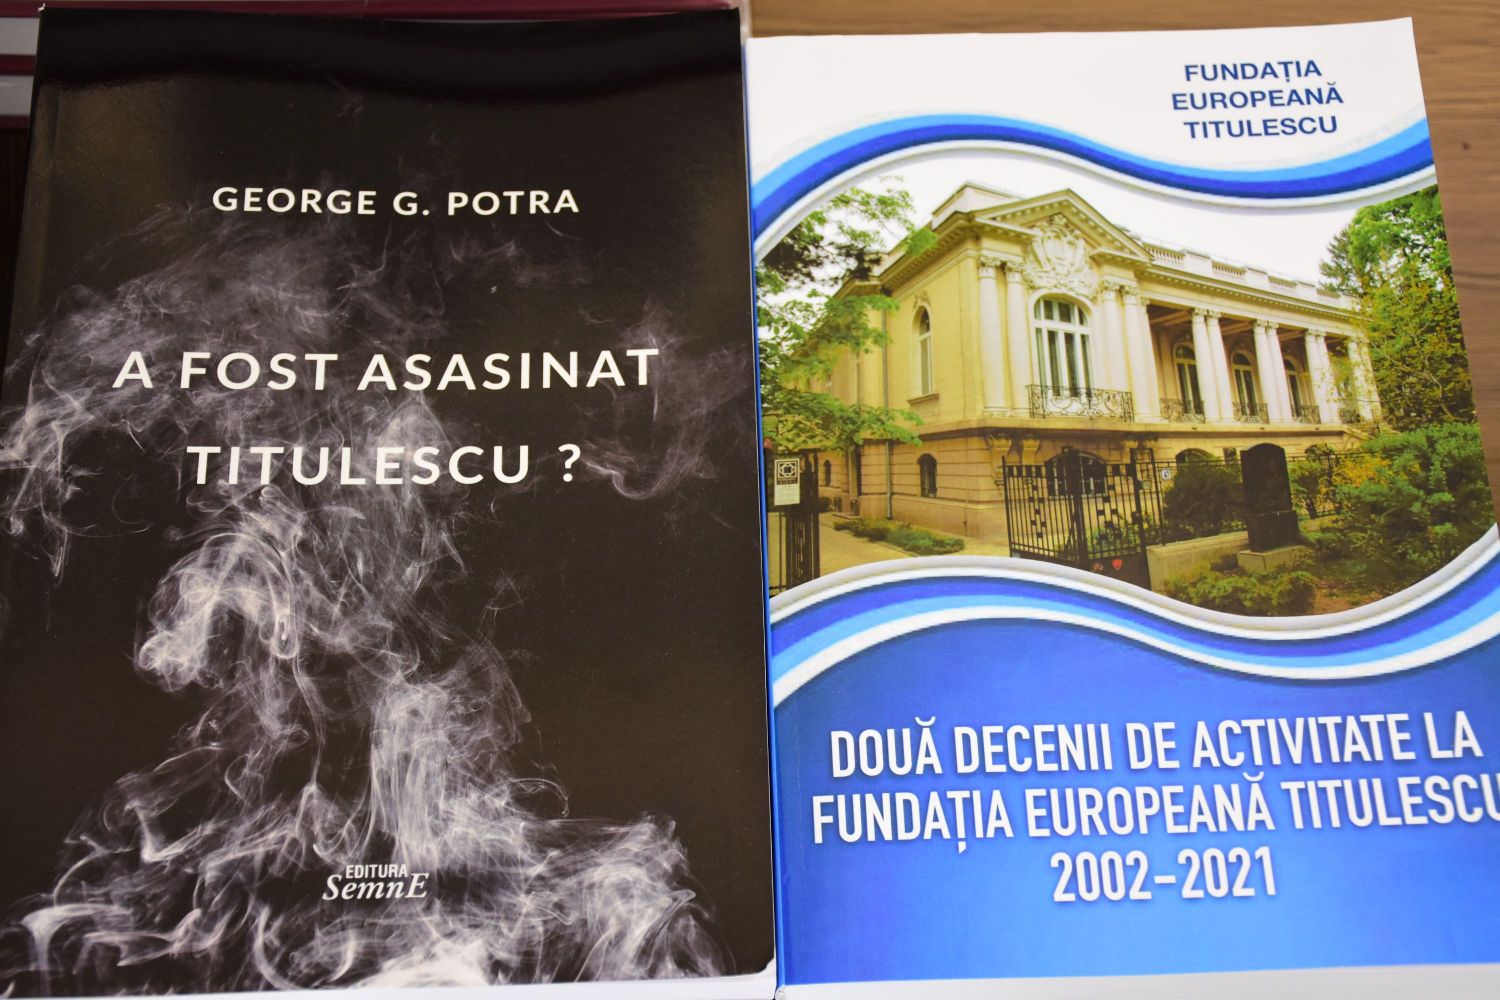 GEORGE G. POTRA
A FOST ASASINAT
TITULESCU ?
EDITURA
SemnE
FUNDAȚIA
EUROPEANĂ
TITULESCU
DOUĂ DECENII DE ACTIVITATE LA
FUNDAȚIA EUROPEANĂ TITULESCU
2002-2021